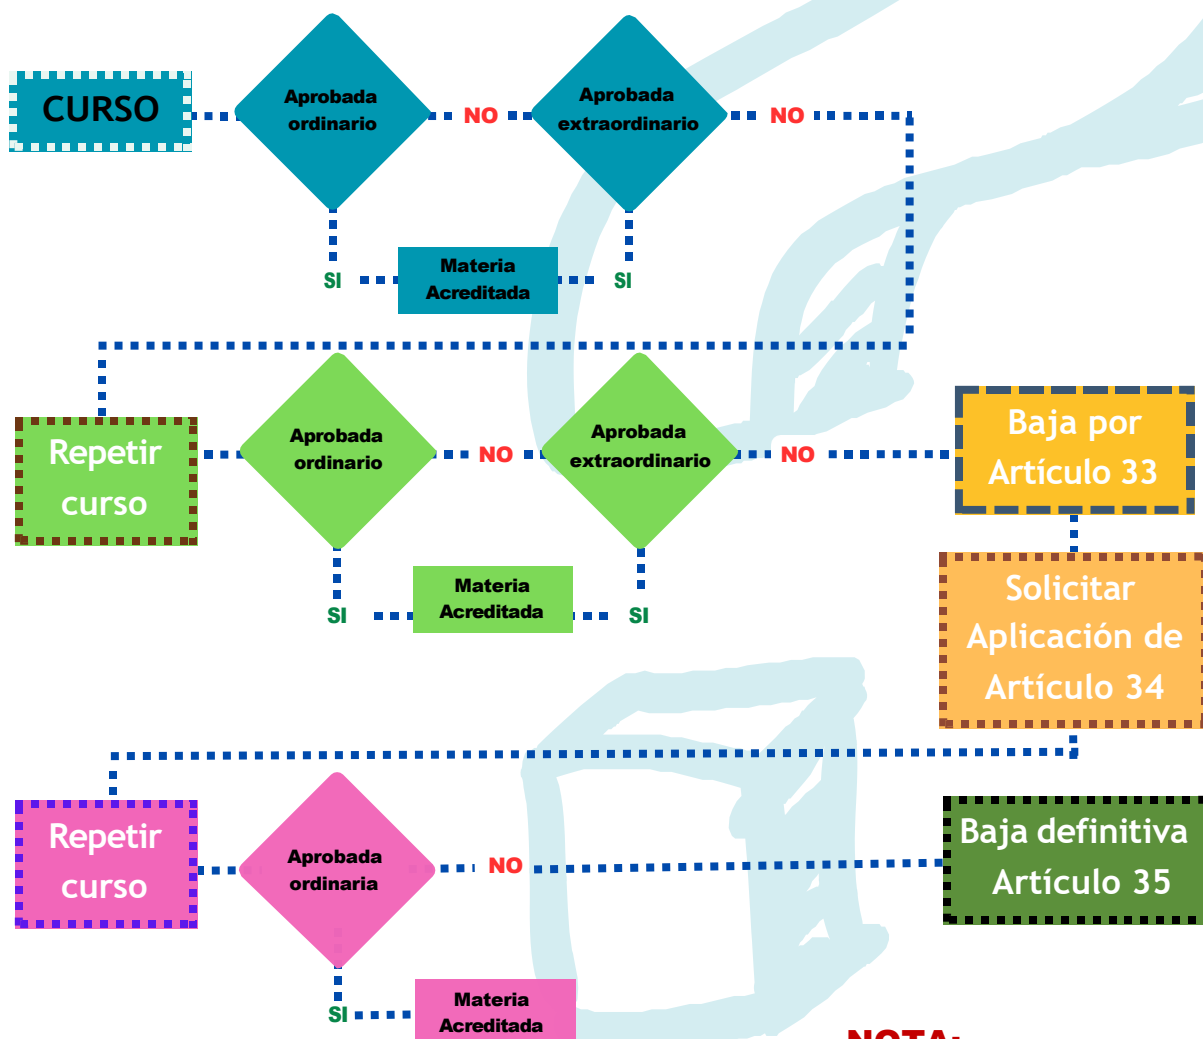 CURSO
Aprobada
ordinario
NO
Aprobada
extraordinario
NO
SI
Materia
Acreditada
SI
Repetir
curso
Aprobada
ordinario
NO
Aprobada
extraordinario
NO
Baja por
Artículo 33
SI
Materia
Acreditada
SI
Solicitar
Aplicación de
Artículo 34
Repetir
curso
Aprobada
ordinaria
NO
Baja definitiva
Artículo 35
SI
Materia
Acreditada
NOTA: